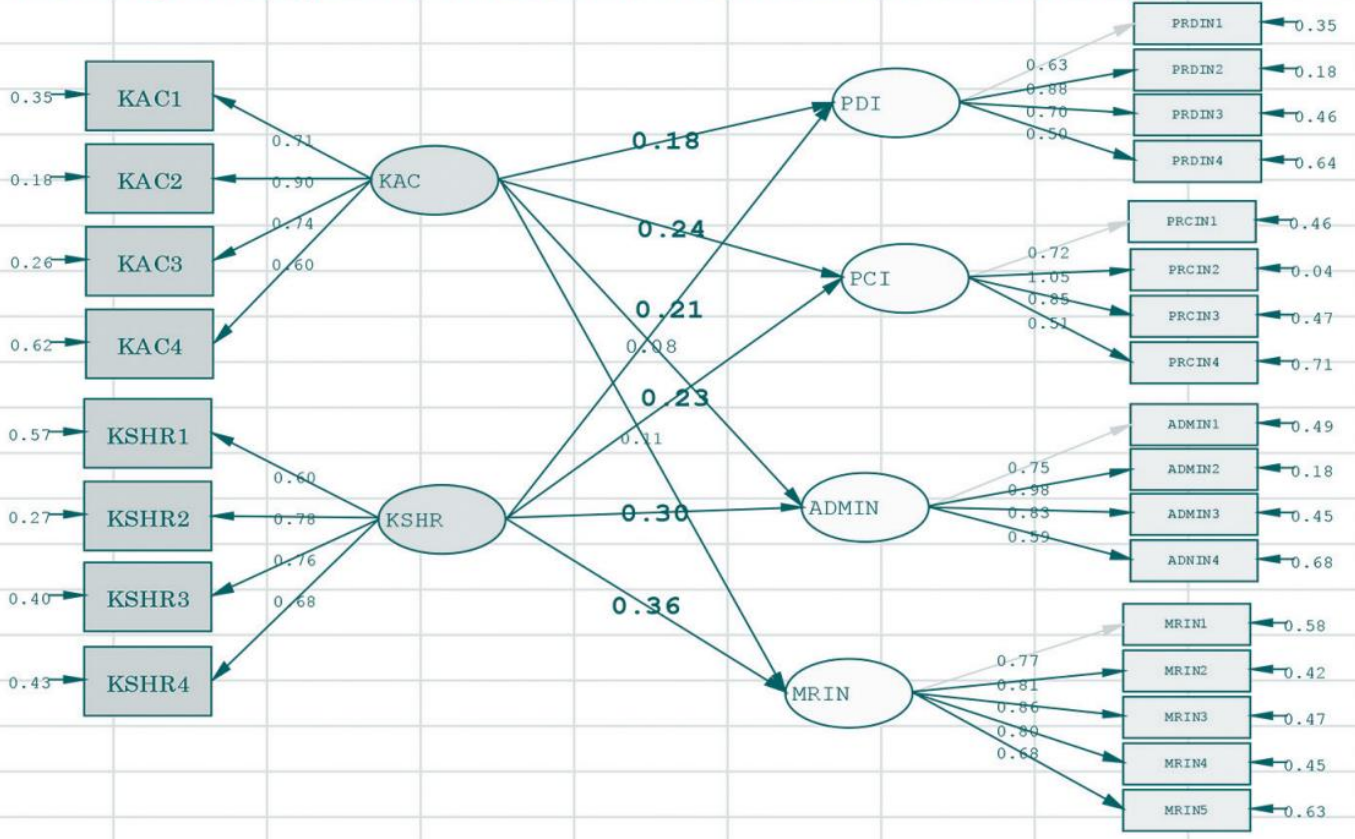 0.35 KAC1
0.18 KAC2
0.26 KAC3
0.62 KAC4
0.57 KSHR1
0.27 KSHR2
0.40 KSHR3
0.43 KSHR4
0.71
0.90
0.74
0.60
0.60
0.78
0.76
0.68
KAC
KSHR
0.18
0.24
0.21
0.08
0.23
0.11
0.30
0.36
PDI
PCI
ADMIN
MRIN
0.63
0.88
0.70
0.50
0.72
1.05
0.85
0.51
0.75
0.98
0.83
0.59
0.77
0.81
0.86
0.80
0.68
PRDIN1 0.35
PRDIN2 0.18
PRDIN3 0.46
PRDIN4 0.64
PRCIN1 0.46
PRCIN2 0.04
PRCIN3 0.47
PRCIN4 0.71
ADMIN1 0.49
ADMIN2 0.18
ADMIN3 0.45
ADNIN4 0.68
MRIN1 0.58
MRIN2 0.42
MRIN3 0.47
MRIN4 0.45
MRIN5 0.63